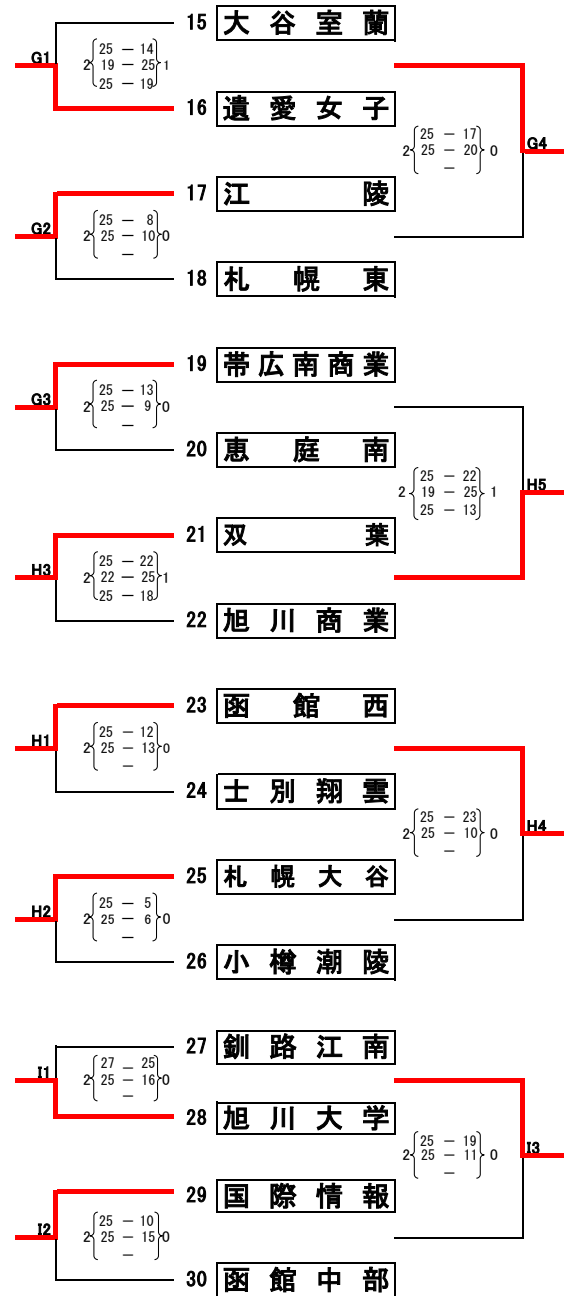 15 大谷室蘭
G1 2 25 － 14 1
19 － 25
25 － 19
16 遺愛女子
25 － 17
2 25 － 20 0 G4
－
17 江陵
G2 2 25 － 8 0
25 － 10
－
18 札幌東
19 帯広南商業
G3 2 25 － 13 0
25 － 9
－
20 恵庭南
25 － 22
2 19 － 25 1 H5
25 － 13
21 双葉
H3 2 25 － 22 1
22 － 25
25 － 18
22 旭川商業
23 函館西
H1 2 25 － 12 0
25 － 13
－
24 士別翔雲
25 － 23
2 25 － 10 0 H4
－
25 札幌大谷
H2 2 25 － 5 0
25 － 6
－
26 小樽潮陵
27 釧路江南
I1 2 27 － 25 0
25 － 16
－
28 旭川大学
25 － 19
2 25 － 11 0 I3
－
29 国際情報
I2 2 25 － 10 0
25 － 15
－
30 函館中部